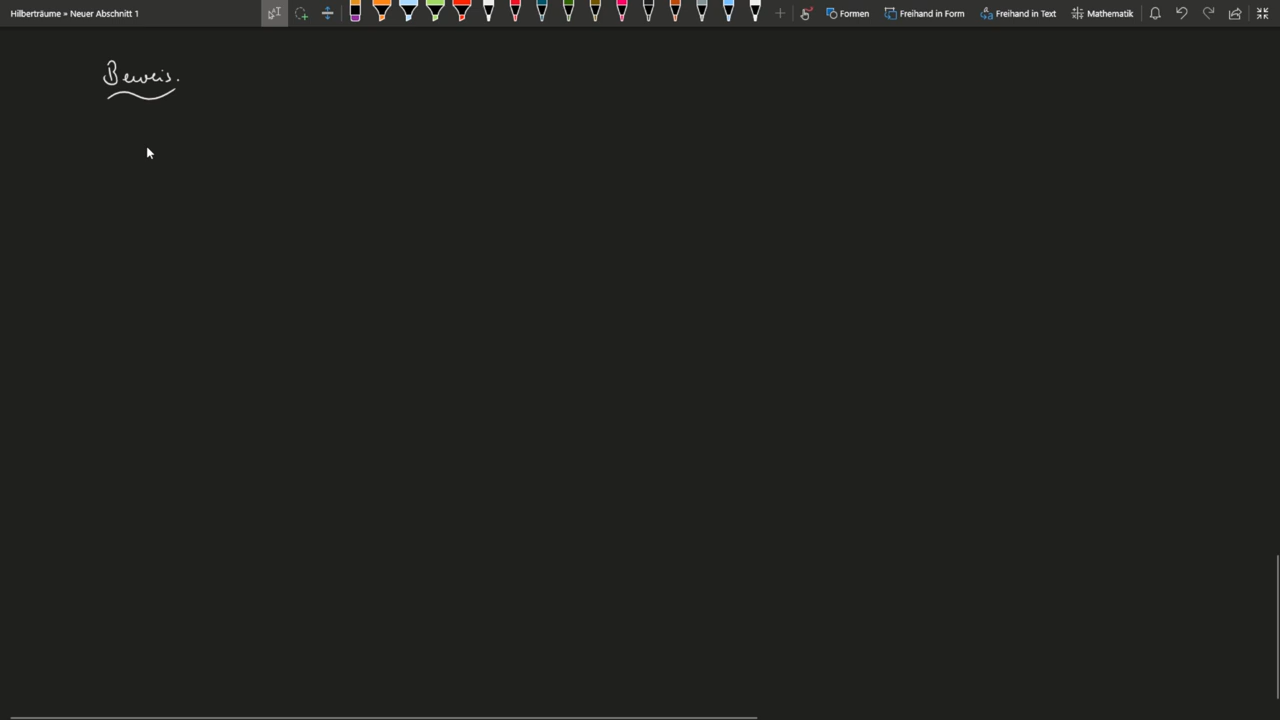 Hilberträume » Neuer Abschnitt 1
Formen
Freihand in Form
Freihand in Text
Mathematik
Beweis.